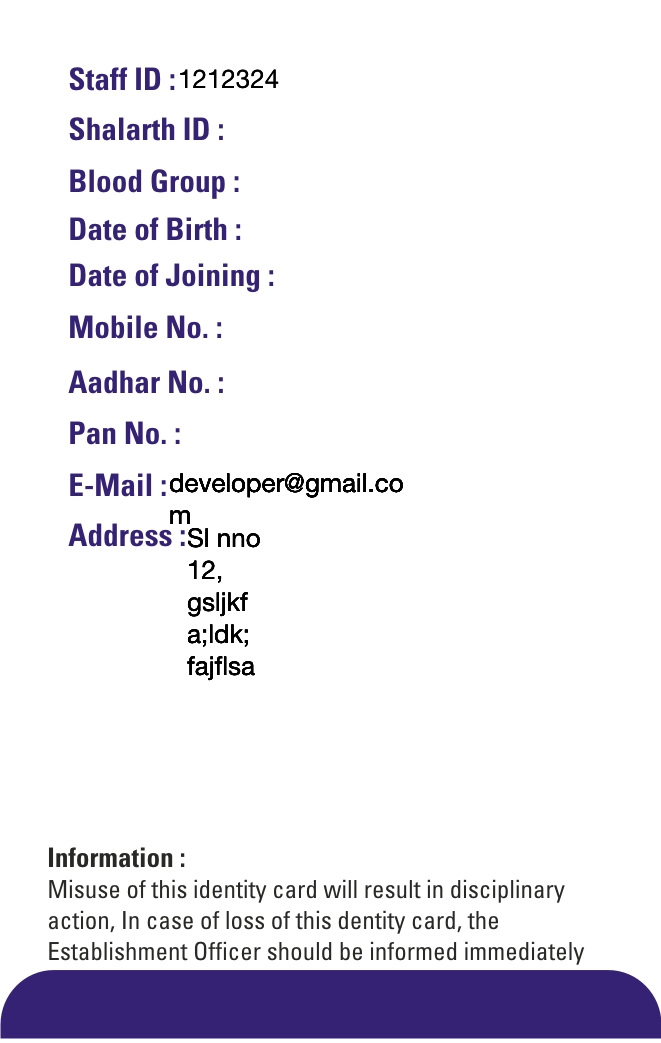 Staff ID :1212324
Shalarth ID :
Blood Group :
Date of Birth :
Date of Joining :
Mobile No. :
Aadhar No. :
Pan No. :
E-Mail :developer@gmail.co
m
Address :Sl nno
12,
gsljkf
a;ldk;
fajflsa
Information :
Misuse of this identity card will result in disciplinary
action, In case of loss of this dentity card, the
Establishment Officer should be informed immediately